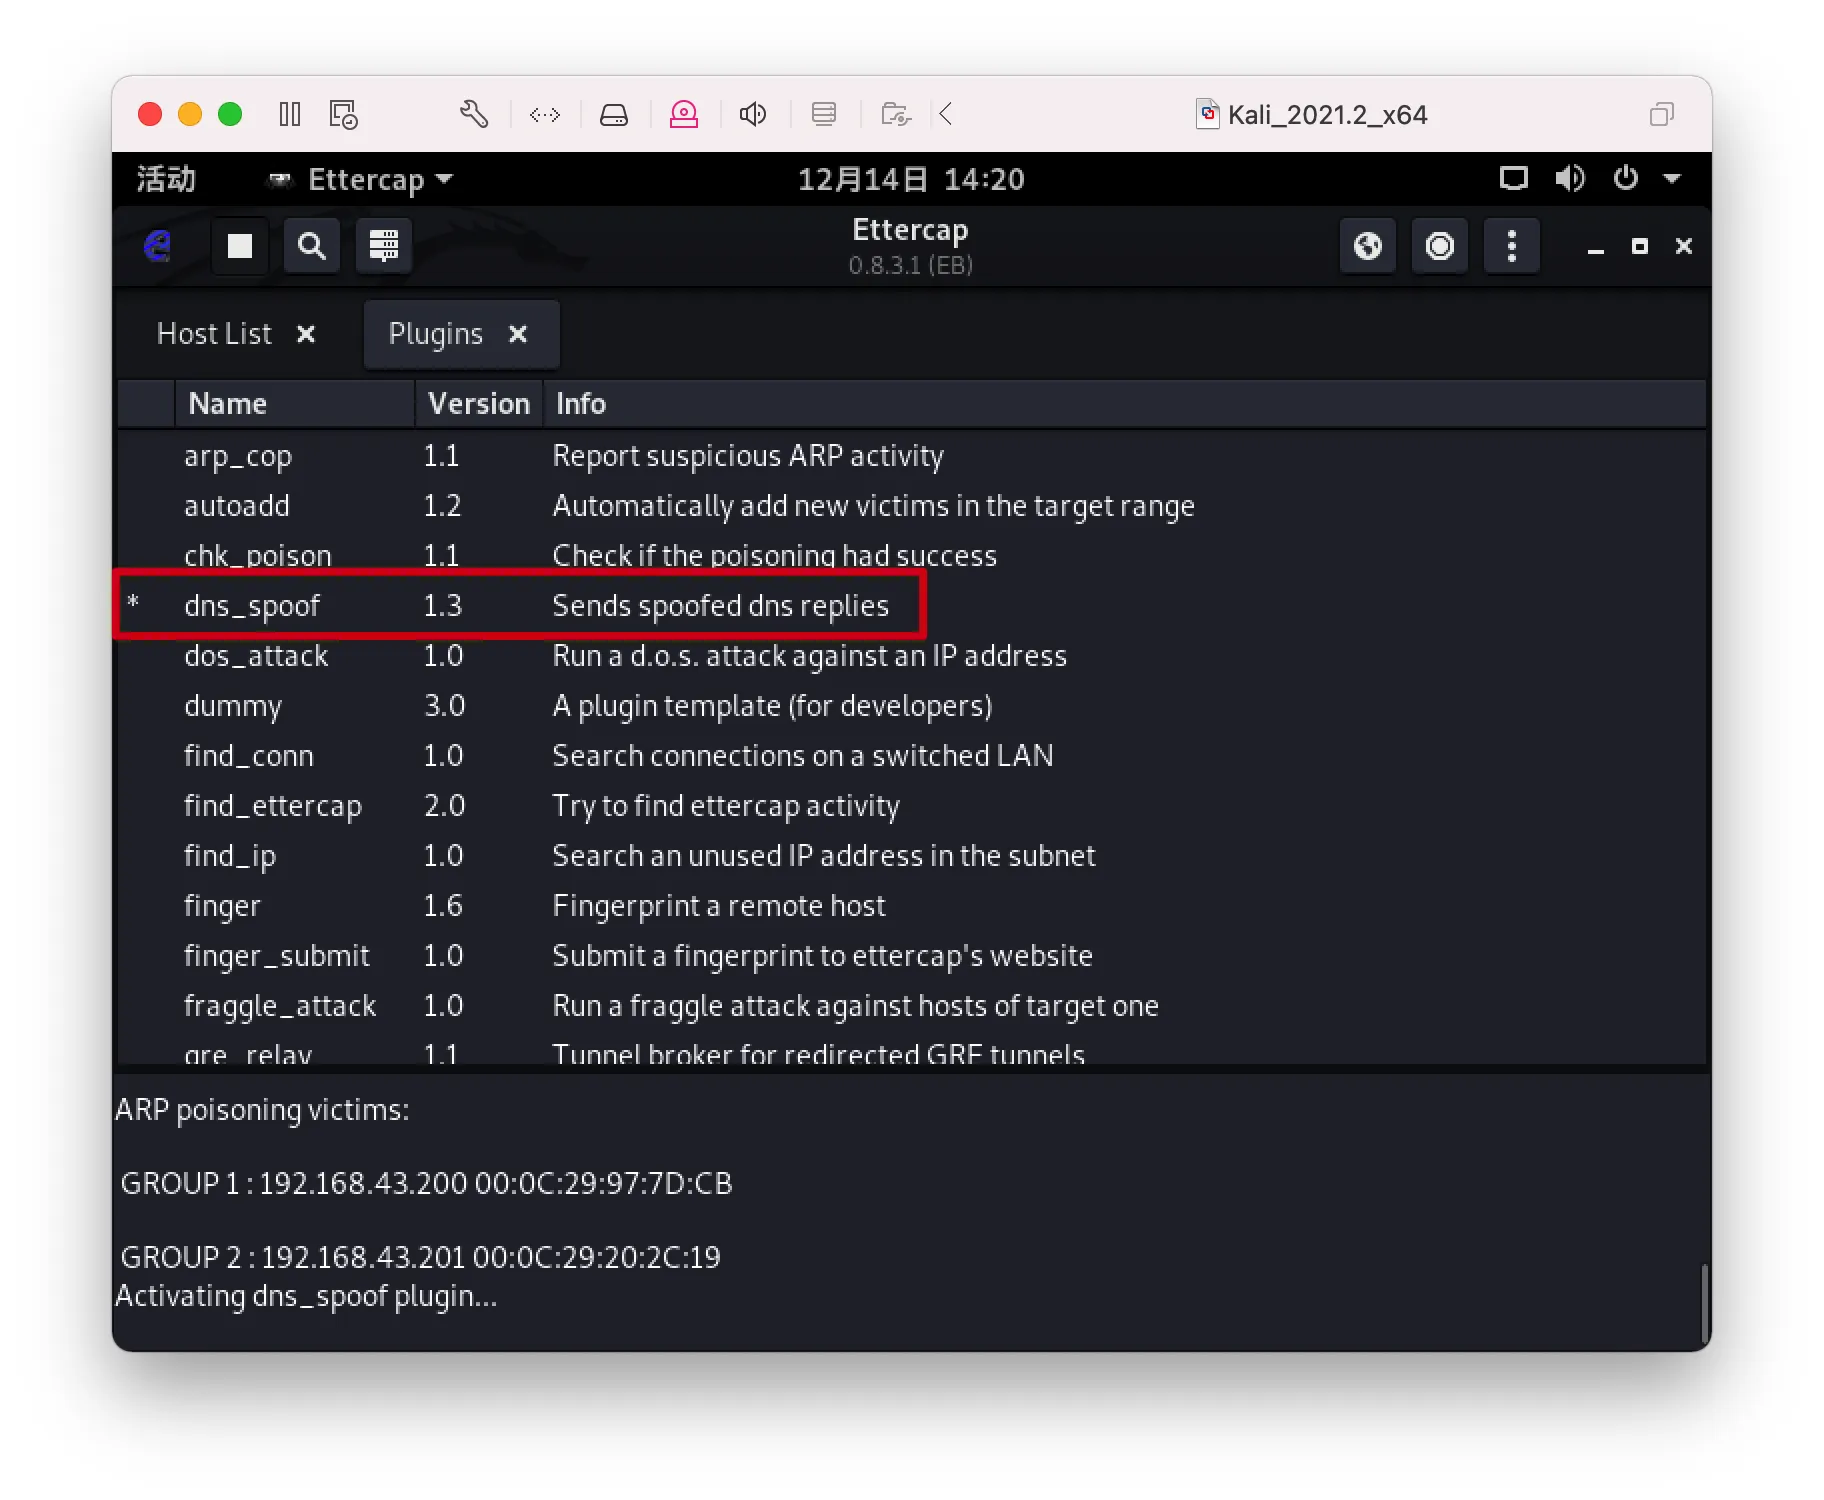 Kali_2021.2_x64
活动 Ettercap 12月14日 14:20
Ettercap
0.8.3.1 (EB)
Host List Plugins
Name Version Info
arp_cop 1.1 Report suspicious ARP activity
autoadd 1.2 Automatically add new victims in the target range
chk_poison 1.1 Check if the poisoning had success
* dns_spoof 1.3 Sends spoofed dns replies
dos_attack 1.0 Run a d.o.s. attack against an IP address
dummy 3.0 A plugin template (for developers)
find_conn 1.0 Search connections on a switched LAN
find_ettercap 2.0 Try to find ettercap activity
find_ip 1.0 Search an unused IP address in the subnet
finger 1.6 Fingerprint a remote host
finger_submit 1.0 Submit a fingerprint to ettercap's website
fraggle_attack 1.0 Run a fraggle attack against hosts of target one
gre_relay 1.1 Tunnel broker for redirected GRE tunnels
ARP poisoning victims:
GROUP 1 : 192.168.43.200 00:0C:29:97:7D:CB
GROUP 2 : 192.168.43.201 00:0C:29:20:2C:19
Activating dns_spoof plugin...